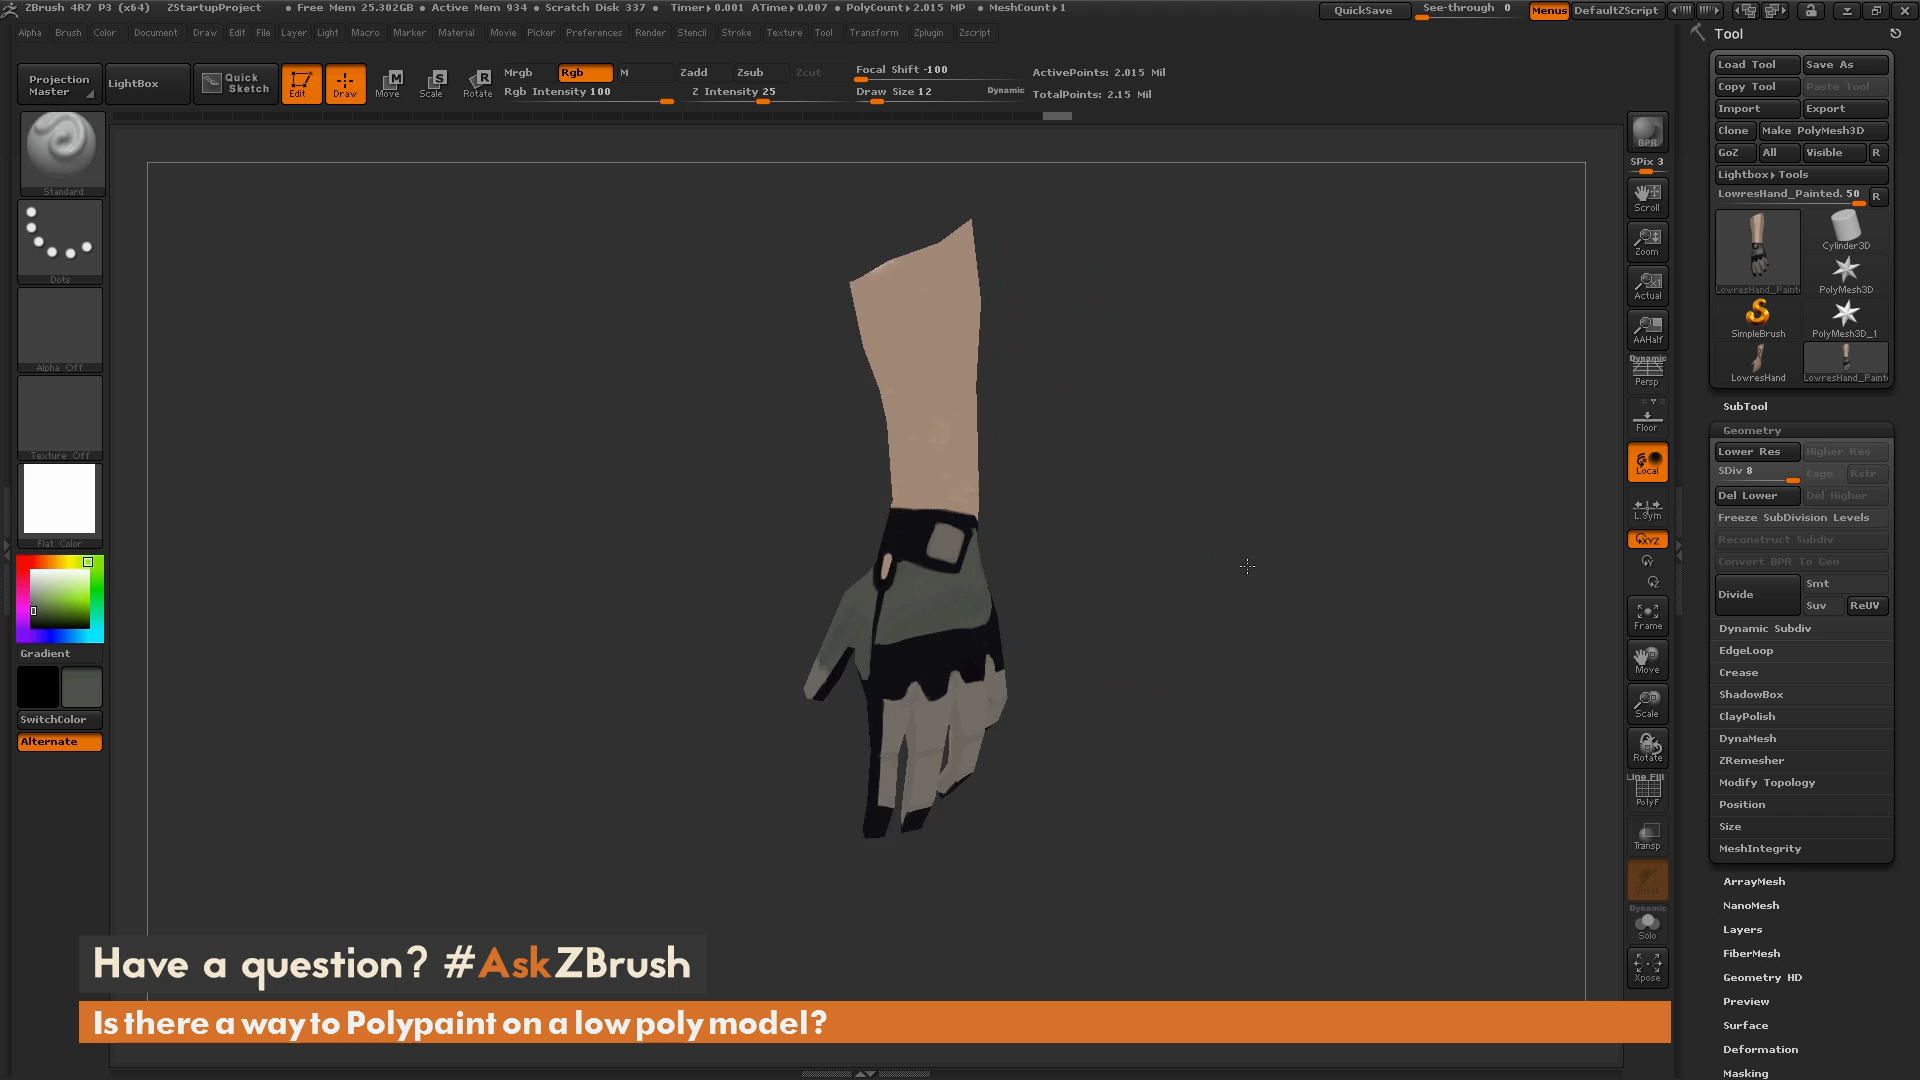 ZBrush 4R7 P3 (x64) ZStartupProject • Free Mem 25.302GB • Active Mem 934 • Scratch Disk 337 • Timer▸0.001 ATime▸0.007 • PolyCount▸2.015 MP • MeshCount▸1 QuickSave See-through 0 Menus DefaultZScript
Alpha Brush Color Document Draw Edit File Layer Light Macro Marker Material Movie Picker Preferences Render Stencil Stroke Texture Tool Transform Zplugin Zscript
Projection Master
LightBox
Quick Sketch
Edit
Draw
Move
Scale
Rotate
Mrgb Rgb M Zadd Zsub Zcut
Rgb Intensity 100 Z Intensity 25
Focal Shift -100
Draw Size 12 Dynamic
ActivePoints: 2.015 Mil
TotalPoints: 2.15 Mil
Standard
Dots
Alpha Off
Texture Off
Flat Color
Gradient
SwitchColor
Alternate
BPR
SPix 3
Scroll
Zoom
Actual
AAHalf
Dynamic
Persp
Floor
Local
L.Sym
XYZ
Frame
Move
Scale
Rotate
Line Fill
PolyF
Transp
Ghost
Dynamic
Solo
Xpose
Tool
Load Tool Save As
Copy Tool Paste Tool
Import Export
Clone Make PolyMesh3D
GoZ All Visible R
Lightbox▸Tools
LowresHand_Painted. 50 R
LowresHand_Paint Cylinder3D
PolyMesh3D
SimpleBrush PolyMesh3D_1
LowresHand LowresHand_Paint
SubTool
Geometry
Lower Res Higher Res
SDiv 8 Cage Rstr
Del Lower Del Higher
Freeze SubDivision Levels
Reconstruct Subdiv
Convert BPR To Geo
Divide Smt
Suv ReUV
Dynamic Subdiv
EdgeLoop
Crease
ShadowBox
ClayPolish
DynaMesh
ZRemesher
Modify Topology
Position
Size
MeshIntegrity
ArrayMesh
NanoMesh
Layers
FiberMesh
Geometry HD
Preview
Surface
Deformation
Masking
Have a question? #AskZBrush
Is there a way to Polypaint on a low poly model?